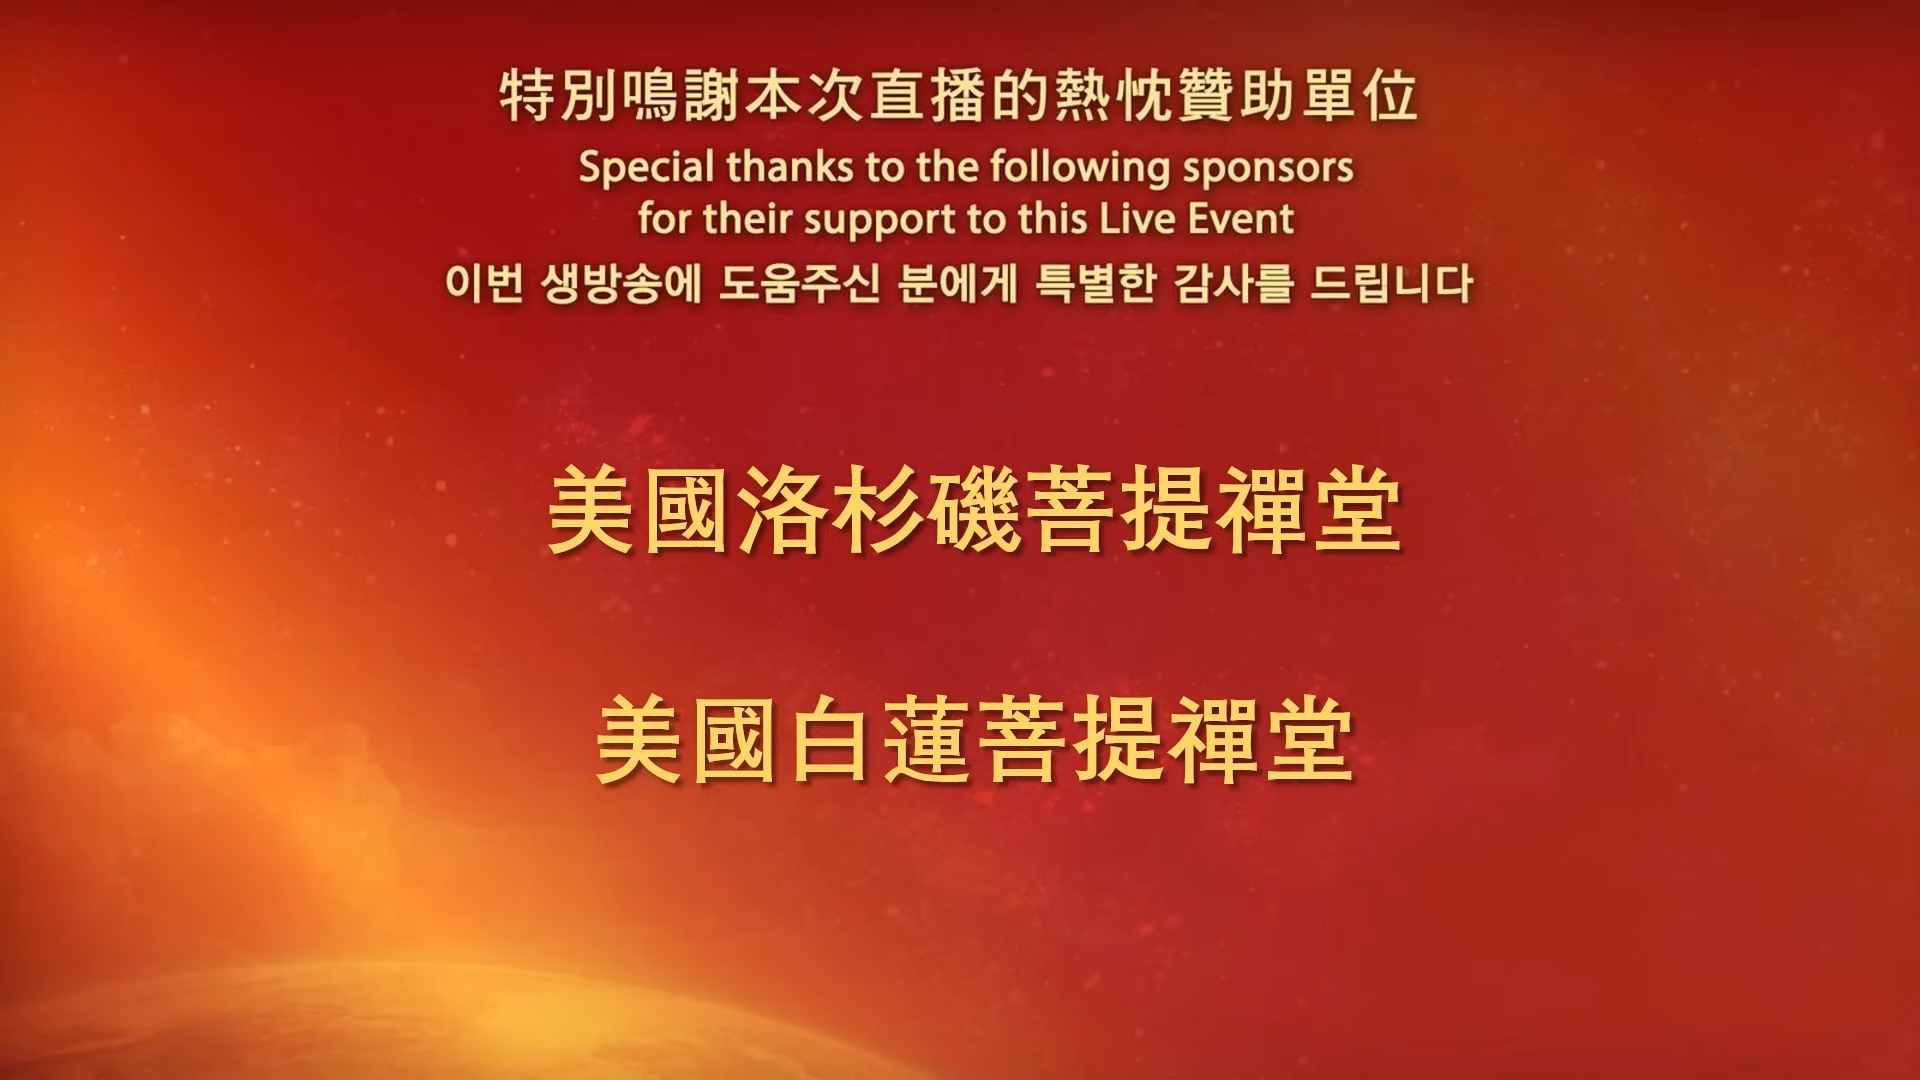 特別鳴謝本次直播的熱忱贊助單位
Special thanks to the following sponsors
for their support to this Live Event
이번 생방송에 도움주신 분에게 특별한 감사를 드립니다
美國洛杉磯菩提禪堂
美國白蓮菩提禪堂